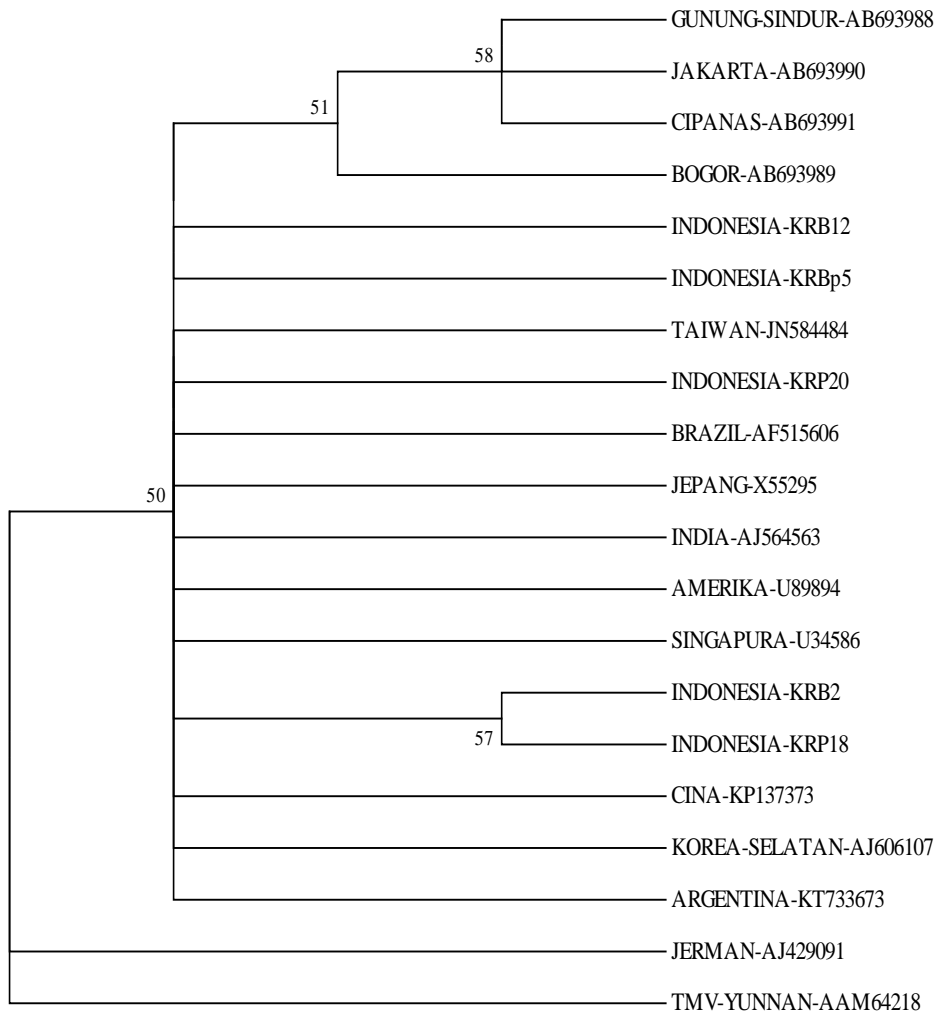 GUNUNG-SINDUR-AB693988
58
JAKARTA-AB693990
51
CIPANAS-AB693991
BOGOR-AB693989
INDONESIA-KRB12
INDONESIA-KRBp5
TAIWAN-JN584484
INDONESIA-KRP20
BRAZIL-AF515606
JEPANG-X55295
50
INDIA-AJ564563
AMERIKA-U89894
SINGAPURA-U34586
INDONESIA-KRB2
57
INDONESIA-KRP18
CINA-KP137373
KOREA-SELATAN-AJ606107
ARGENTINA-KT733673
JERMAN-AJ429091
TMV-YUNNAN-AAM64218